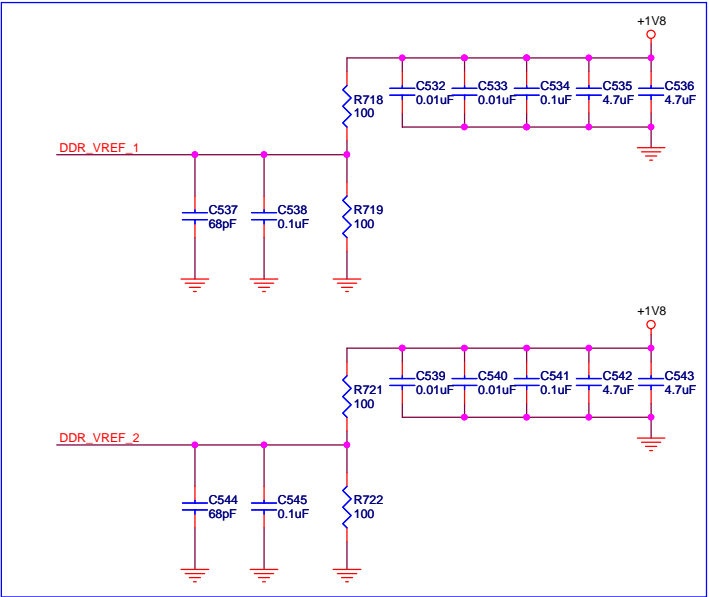 +1V8
C532
0.01uF
C533
0.01uF
C534
0.1uF
C535
4.7uF
C536
4.7uF
R718
100
DDR_VREF_1
C537
68pF
C538
0.1uF
R719
100
+1V8
C539
0.01uF
C540
0.01uF
C541
0.1uF
C542
4.7uF
C543
4.7uF
R721
100
DDR_VREF_2
C544
68pF
C545
0.1uF
R722
100